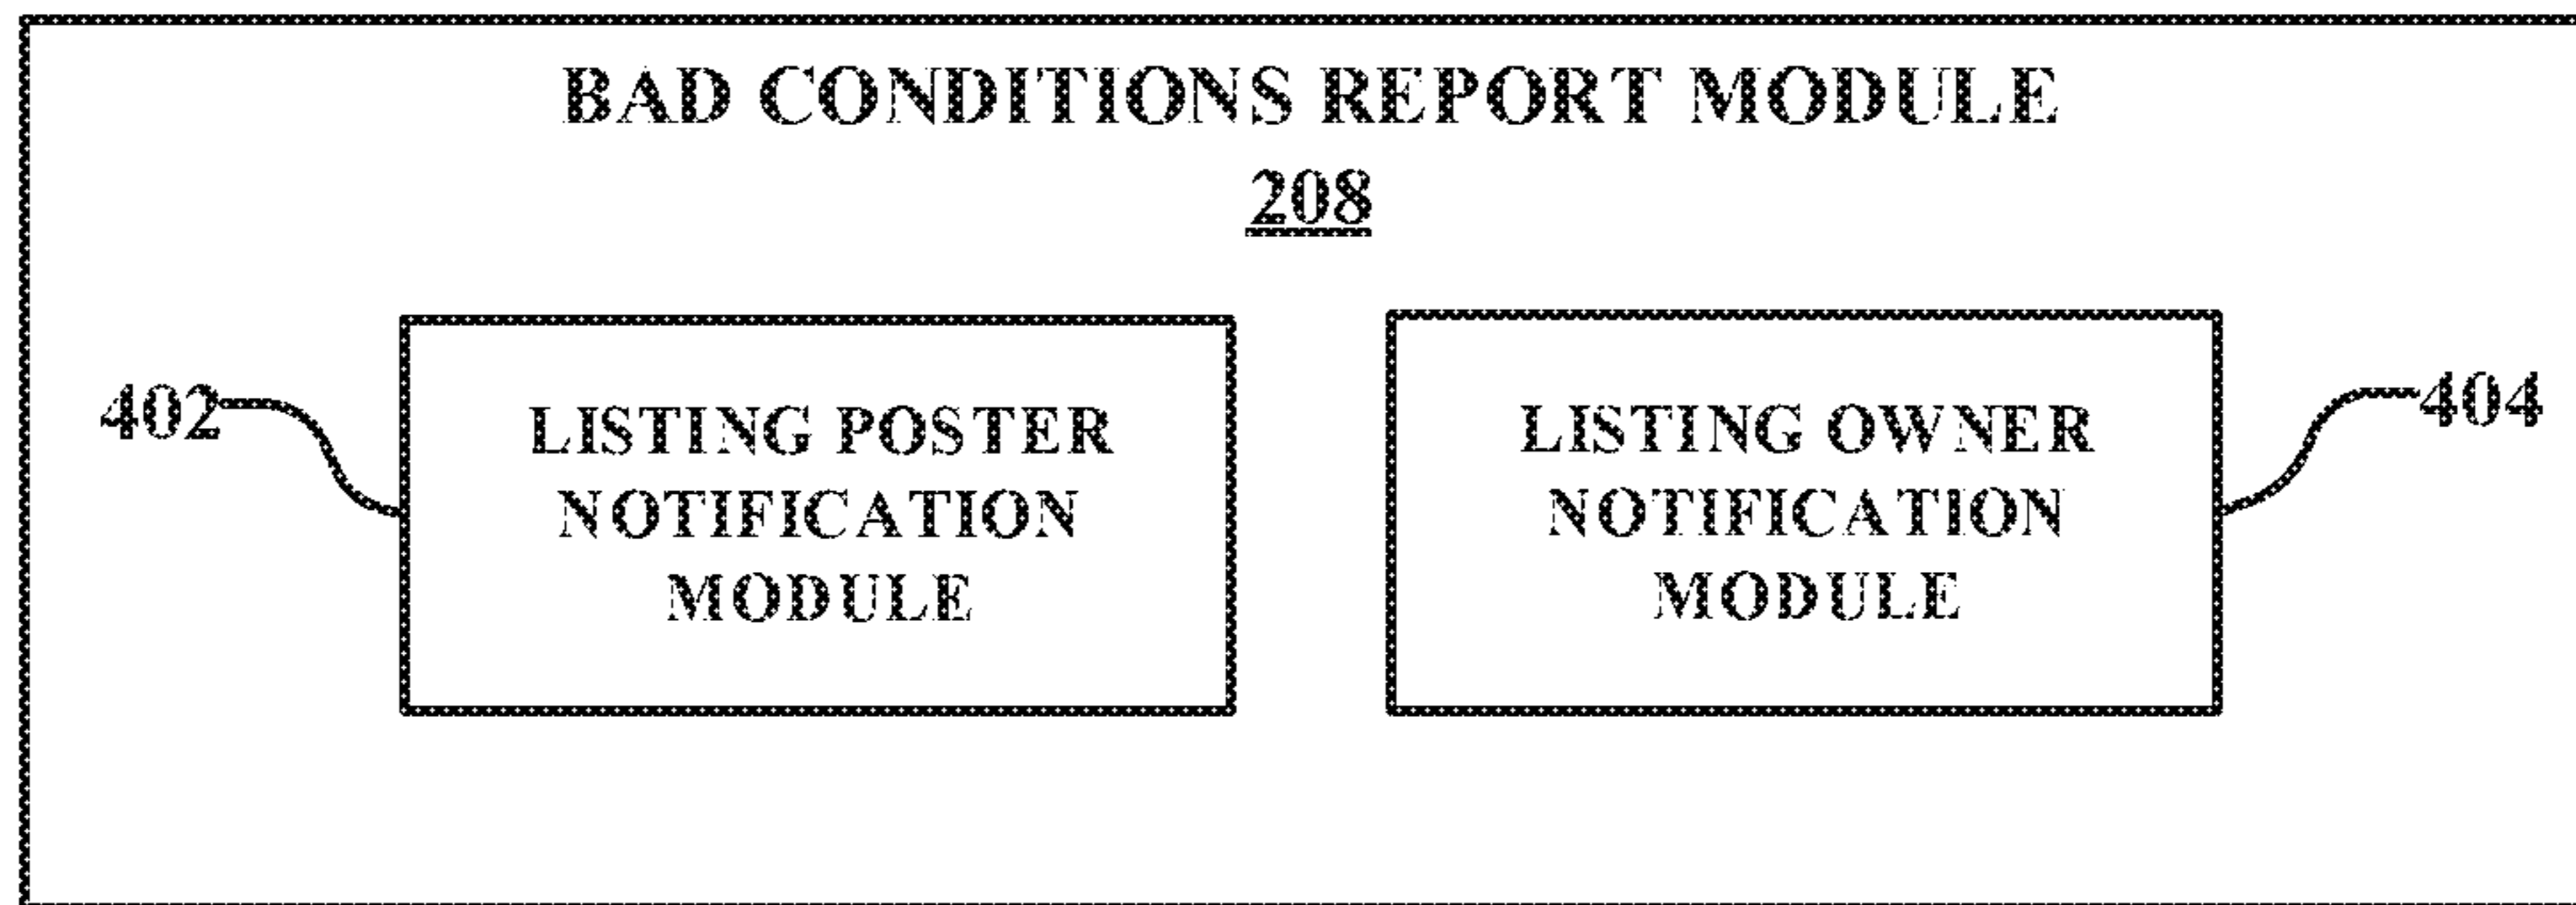 BAD CONDITIONS REPORT MODULE
208
402
LISTING POSTER
NOTIFICATION
MODULE
LISTING OWNER
NOTIFICATION
MODULE
404